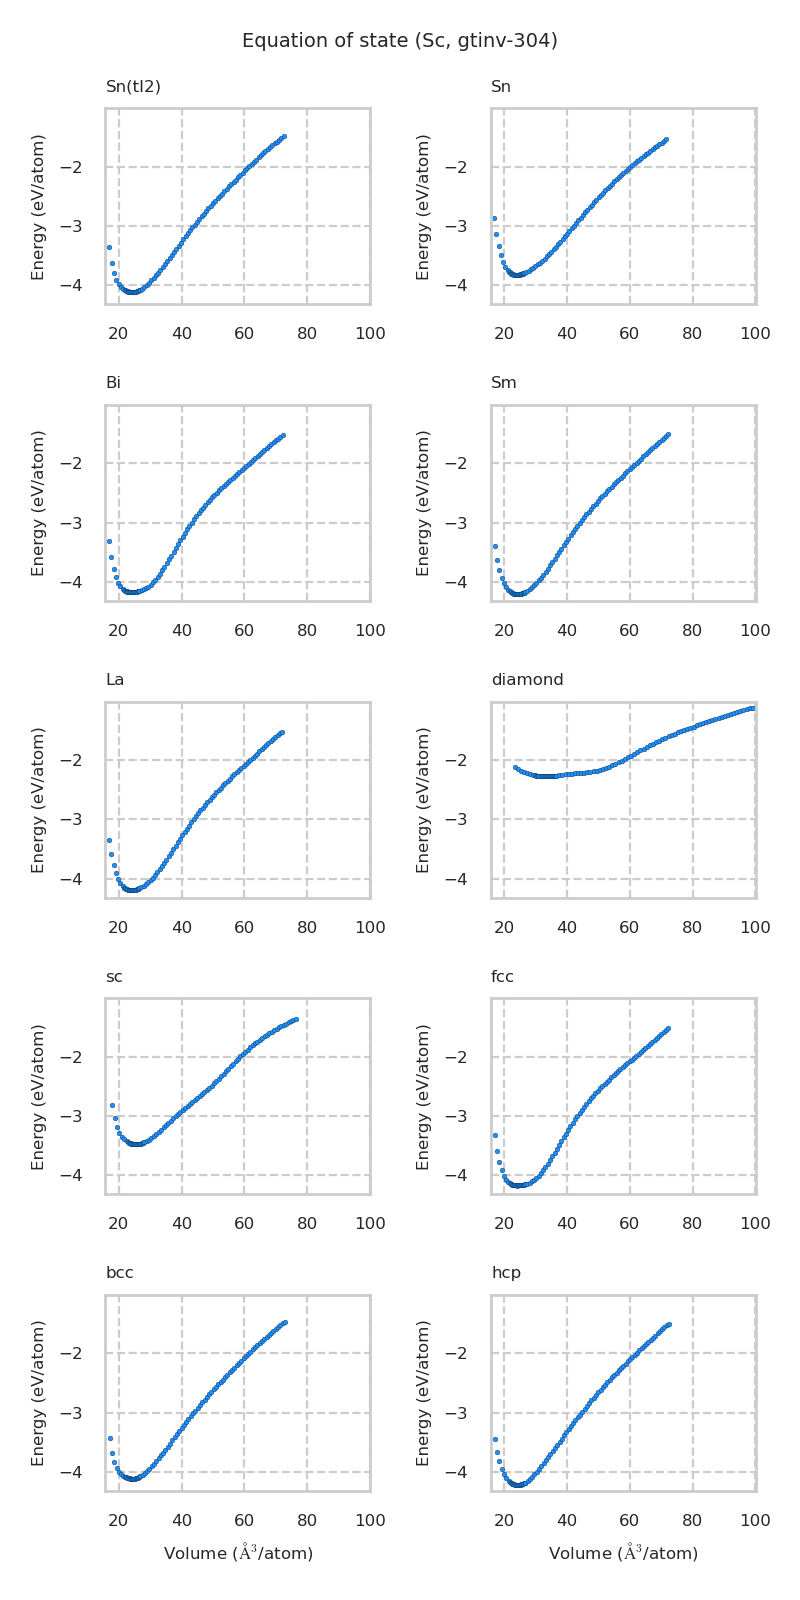 Equation of state (Sc, gtinv-304)
Sn(tI2)
Energy (eV/atom)
−2
−3
−4
20 40 60 80 100
Sn
Energy (eV/atom)
−2
−3
−4
20 40 60 80 100
Bi
Energy (eV/atom)
−2
−3
−4
20 40 60 80 100
Sm
Energy (eV/atom)
−2
−3
−4
20 40 60 80 100
La
Energy (eV/atom)
−2
−3
−4
20 40 60 80 100
diamond
Energy (eV/atom)
−2
−3
−4
20 40 60 80 100
sc
Energy (eV/atom)
−2
−3
−4
20 40 60 80 100
fcc
Energy (eV/atom)
−2
−3
−4
20 40 60 80 100
bcc
Energy (eV/atom)
−2
−3
−4
20 40 60 80 100
Volume (Å³/atom)
hcp
Energy (eV/atom)
−2
−3
−4
20 40 60 80 100
Volume (Å³/atom)